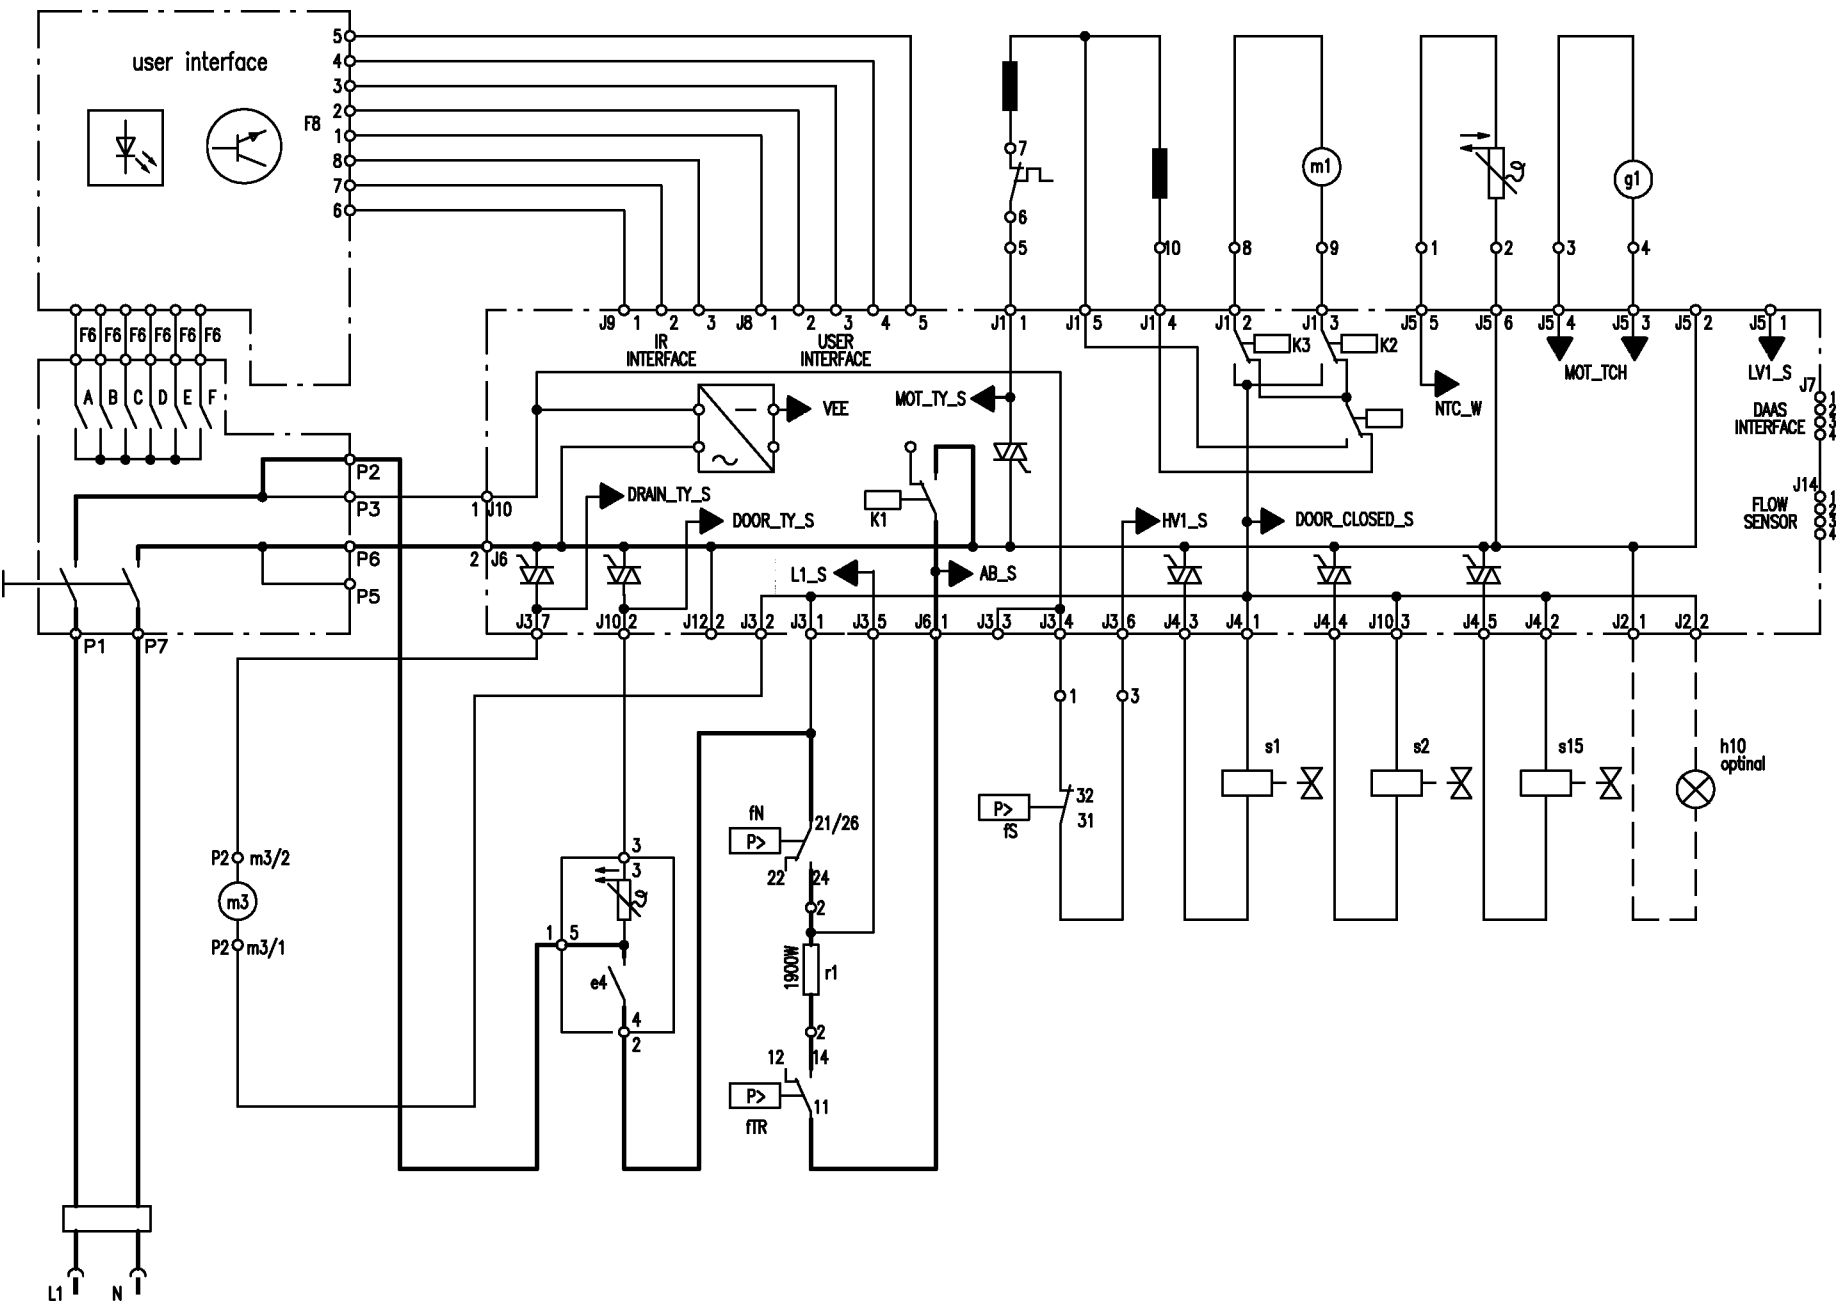 user interface
F8
5
4
3
2
1
8
7
6
F6 F6 F6 F6 F6 F6
A B C D E F
P2
P3
P6
P5
P1 P7
L1 N
J9 1 2 3 J8 1 2 3 4 5
IR
INTERFACE
USER
INTERFACE
7
6
5 10 8 9 1 2 3 4
m1
g1
J1 1 J1 5 J1 4 J1 2 J1 3 J5 5 J5 6 J5 4 J5 3 J5 2 J5 1
K3 K2
MOT_TCH
LV1_S
NTC_W
J7
1
2
3
4
DAAS
INTERFACE
J14
1
2
3
4
FLOW
SENSOR
VEE
MOT_TY_S
K1
1 J10
2 J6
DRAIN_TY_S
DOOR_TY_S
L1_S
AB_S
HV1_S
DOOR_CLOSED_S
J3 7 J10 2 J12 2 J3 2 J3 1 J3 5 J6 1 J3 3 J3 4 J3 6 J4 3 J4 1 J4 4 J10 3 J4 5 J4 2 J2 1 J2 2
1 3
s1 s2 s15
h10
optinal
P2 m3/2
m3
P2 m3/1
3
3
1 5
e4
4
2
fN
P>
21/26
22 24
2
1900W
r1
2
12 14
P>
11
fTR
P>
fS
32
31